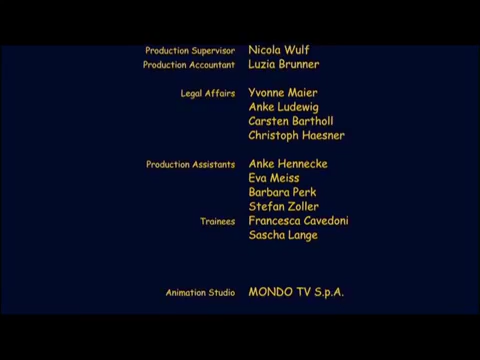 Production Supervisor Nicola Wulf
Production Accountant Luzia Brunner
Legal Affairs Yvonne Maier
Anke Ludewig
Carsten Bartholl
Christoph Haesner
Production Assistants Anke Hennecke
Eva Meiss
Barbara Perk
Stefan Zoller
Trainees Francesca Cavedoni
Sascha Lange
Animation Studio MONDO TV S.p.A.